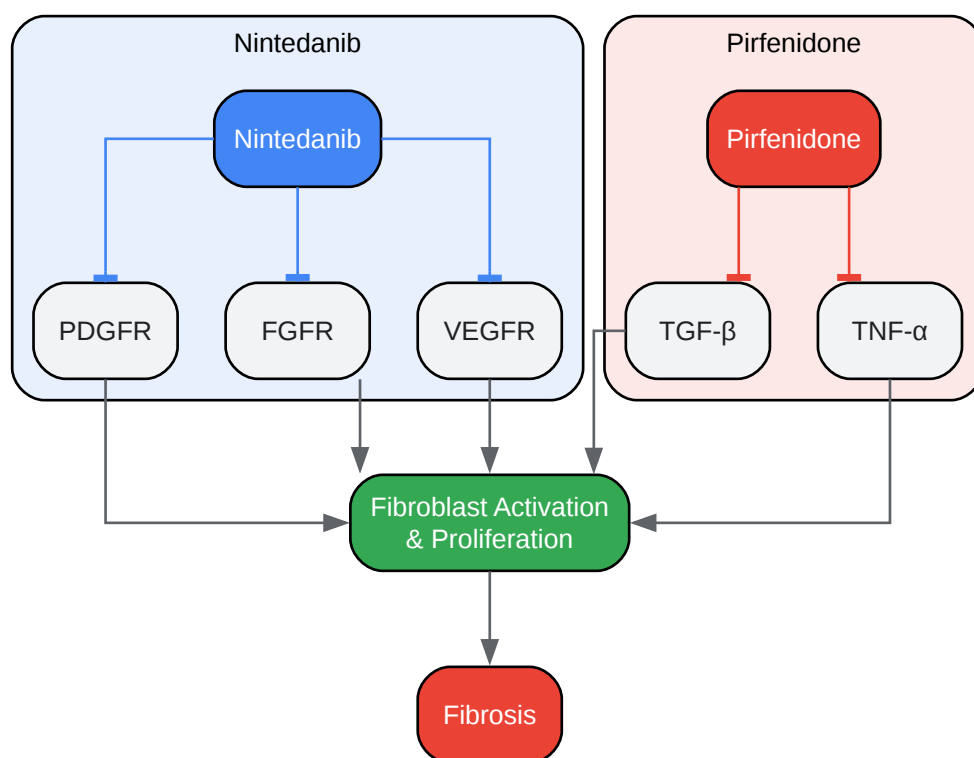 Nintedanib
Pirfenidone
Nintedanib
Pirfenidone
PDGFR
FGFR
VEGFR
TGF-β
TNF-α
Fibroblast Activation
& Proliferation
Fibrosis